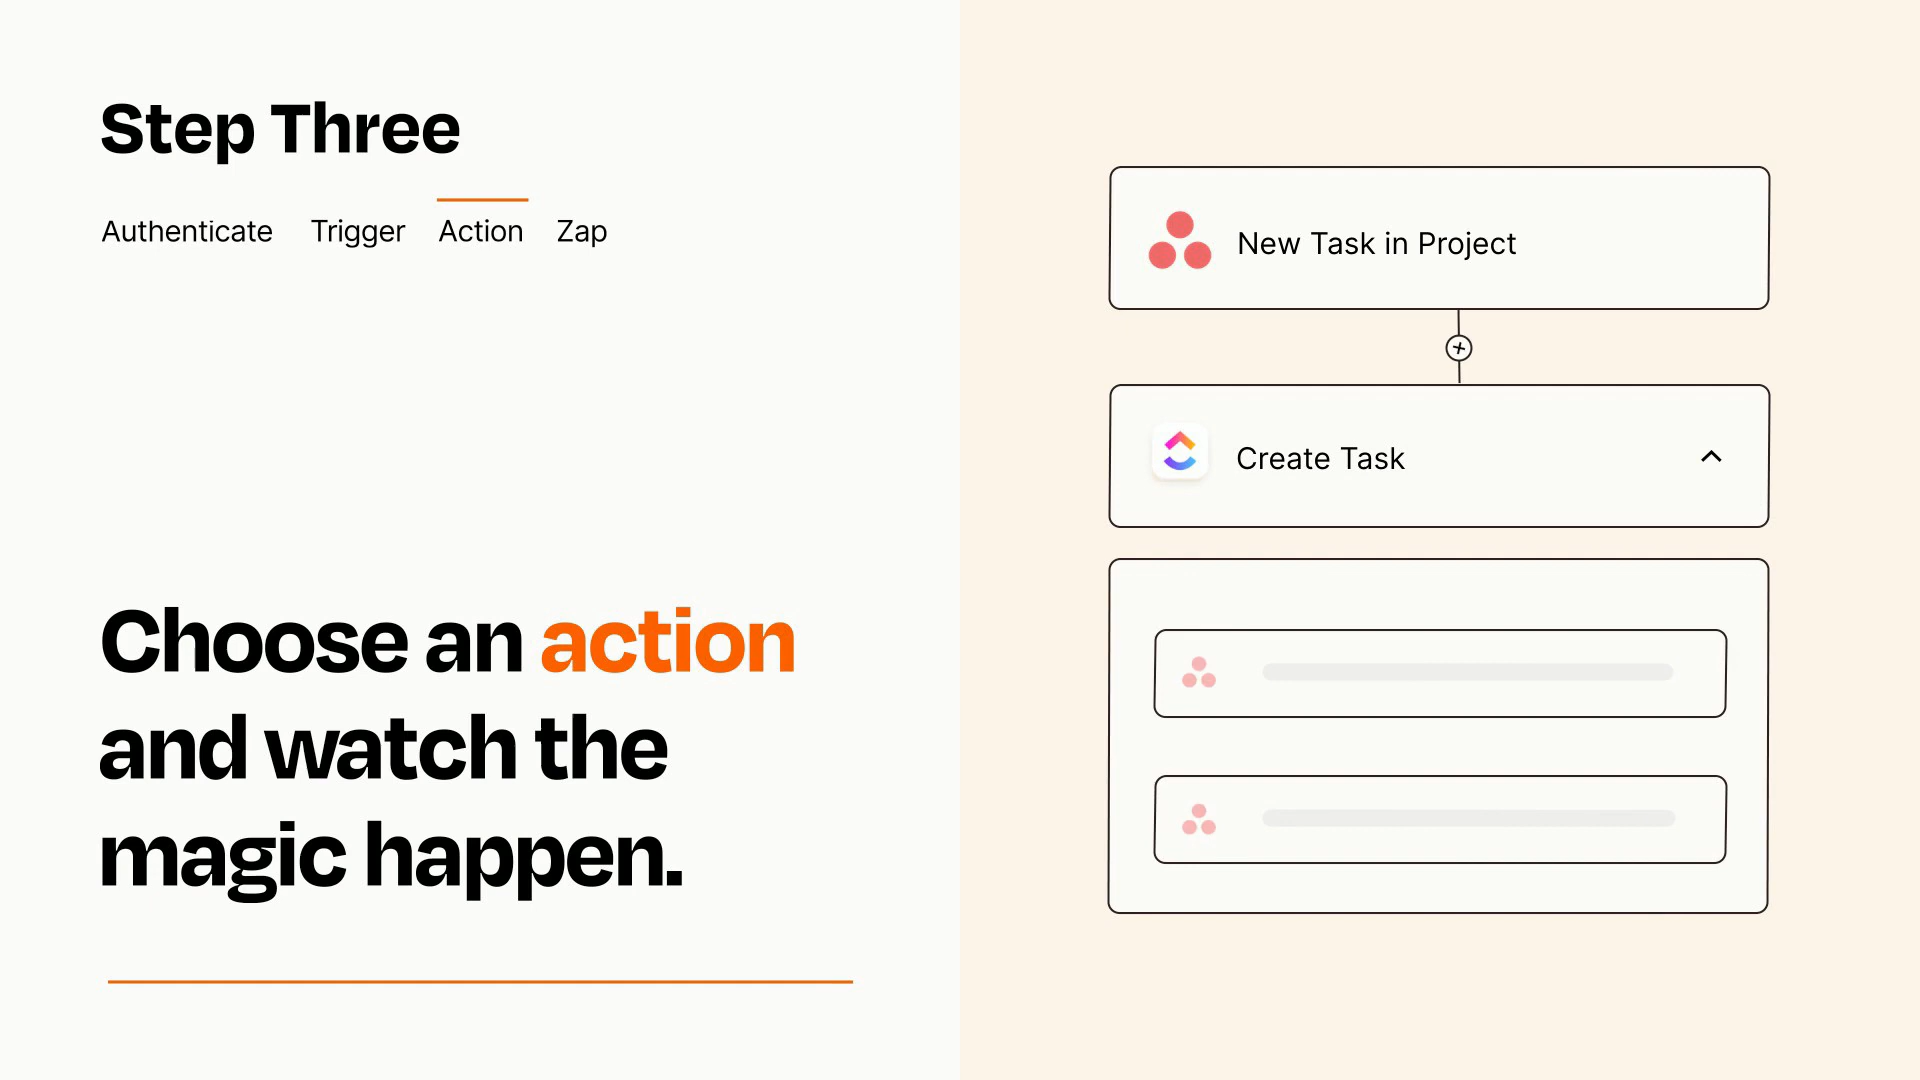 Step Three
Authenticate Trigger Action Zap
Choose an action
and watch the
magic happen.
New Task in Project
Create Task